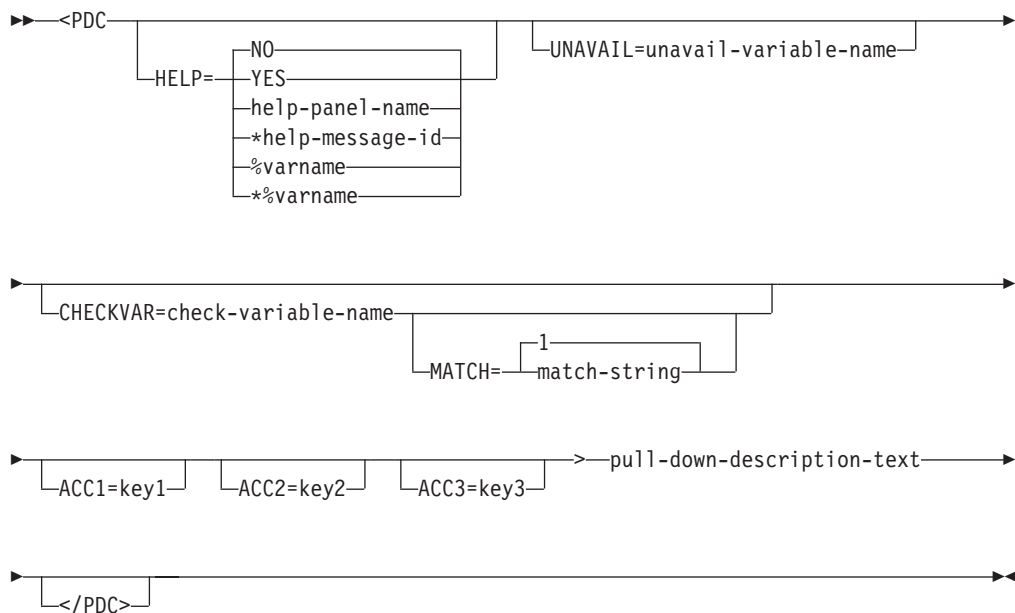 <PDC
HELP=
NO
YES
help-panel-name
*help-message-id
%varname
*%varname
UNAVAIL=unavail-variable-name
CHECKVAR=check-variable-name
MATCH=
1
match-string
ACC1=key1
ACC2=key2
ACC3=key3
>
pull-down-description-text
</PDC>